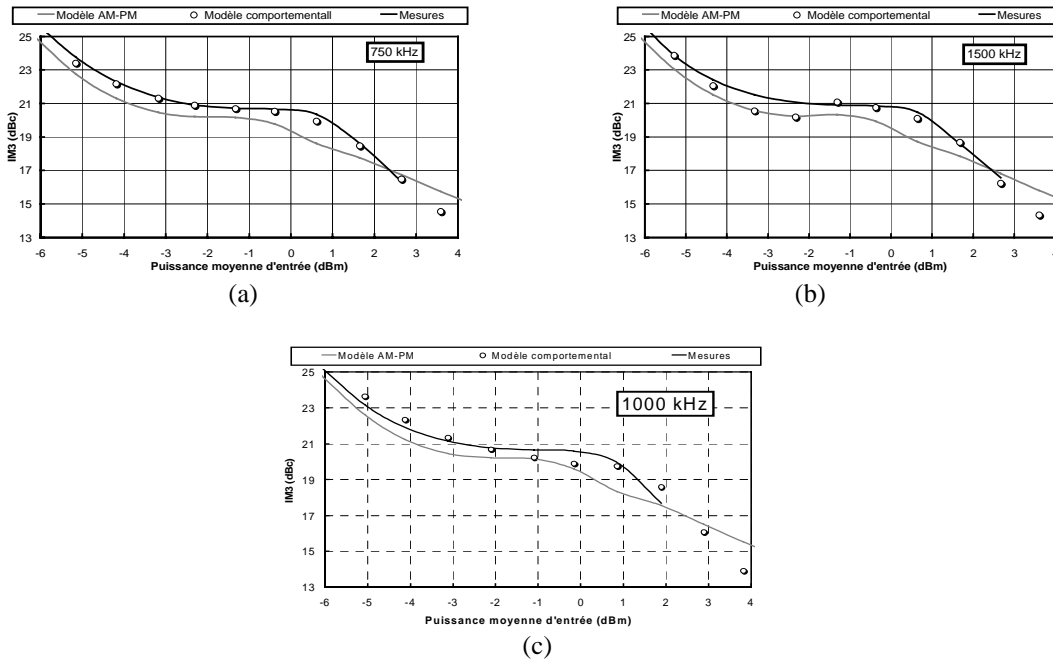 Modèle AM-PM Modèle comportementall Mesures
750 kHz
IM3 (dBc)
25
23
21
19
17
15
13
-6 -5 -4 -3 -2 -1 0 1 2 3 4
Puissance moyenne d'entrée (dBm)
(a)
Modèle AM-PM Modèle comportemental Mesures
1500 kHz
IM3 (dBc)
25
23
21
19
17
15
13
-6 -5 -4 -3 -2 -1 0 1 2 3 4
Puissance moyenne d'entrée (dBm)
(b)
Modèle AM-PM Modèle comportemental Mesures
1000 kHz
IM3 (dBc)
25
23
21
19
17
15
13
-6 -5 -4 -3 -2 -1 0 1 2 3 4
Puissance moyenne d'entrée (dBm)
(c)